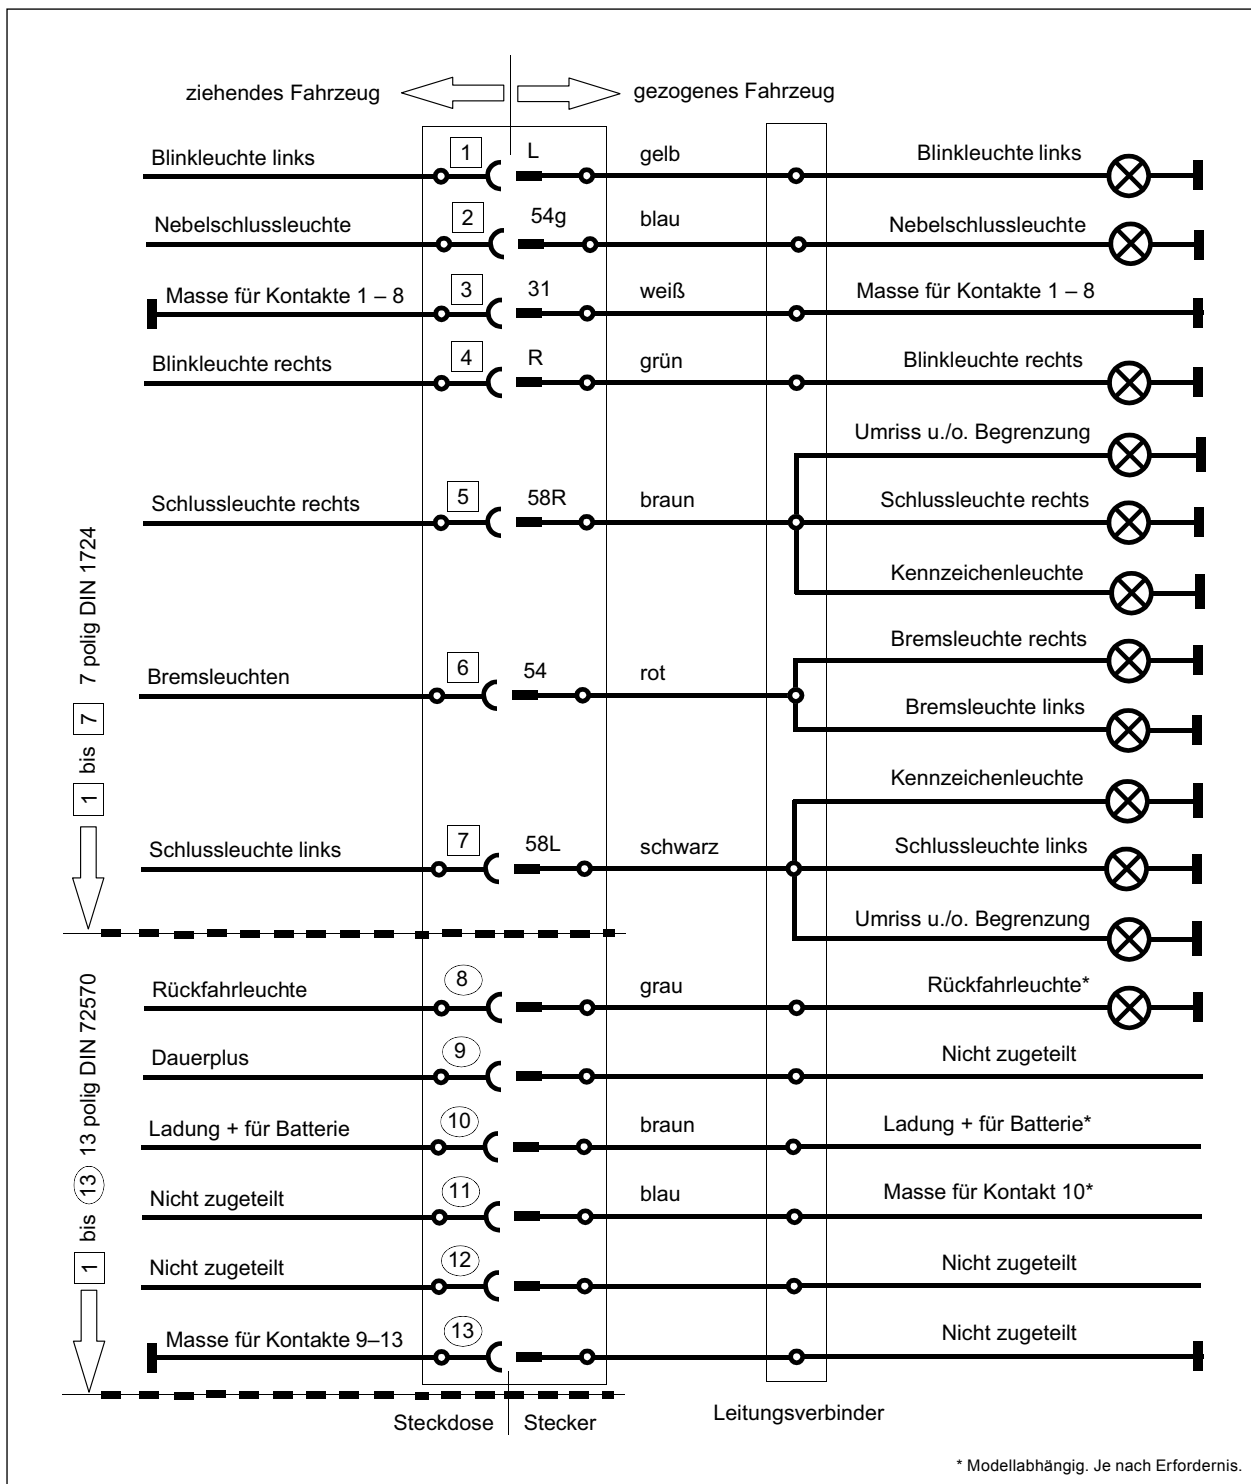 ziehendes Fahrzeug
gezogenes Fahrzeug
Blinkleuchte links 1 L gelb Blinkleuchte links
Nebelschlussleuchte 2 54g blau Nebelschlussleuchte
Masse für Kontakte 1 – 8 3 31 weiß Masse für Kontakte 1 – 8
Blinkleuchte rechts 4 R grün Blinkleuchte rechts
Umriss u./o. Begrenzung
Schlussleuchte rechts 5 58R braun Schlussleuchte rechts
Kennzeichenleuchte
Bremsleuchte rechts
Bremsleuchten 6 54 rot
Bremsleuchte links
Kennzeichenleuchte
Schlussleuchte links 7 58L schwarz Schlussleuchte links
Umriss u./o. Begrenzung
1 bis 7 7 polig DIN 1724
Rückfahrleuchte 8 grau Rückfahrleuchte*
Dauerplus 9 Nicht zugeteilt
Ladung + für Batterie 10 braun Ladung + für Batterie*
Nicht zugeteilt 11 blau Masse für Kontakt 10*
Nicht zugeteilt 12 Nicht zugeteilt
Masse für Kontakte 9–13 13 Nicht zugeteilt
1 bis 13 13 polig DIN 72570
Steckdose Stecker Leitungsverbinder
* Modellabhängig. Je nach Erfordernis.